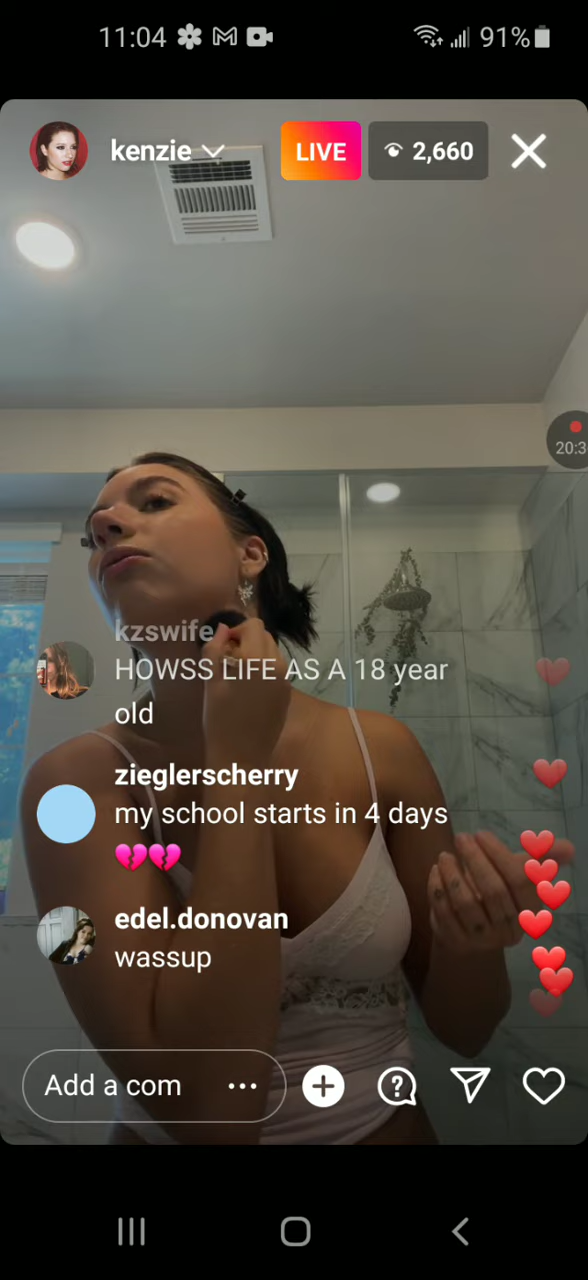 11:04 91%
kenzie LIVE 2,660
20:3
kzswife
HOWSS LIFE AS A 18 year
old
zieglerscherry
my school starts in 4 days
💔💔
edel.donovan
wassup
Add a com